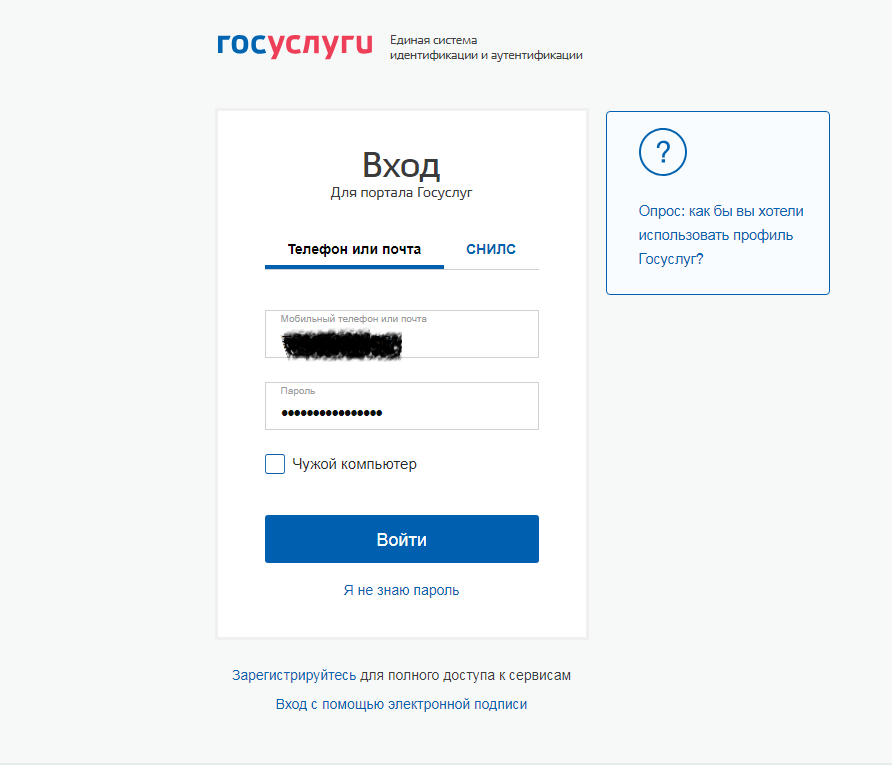 госуслуги
Единая система
идентификации и аутентификации
Вход
Для портала Госуслуг
Телефон или почта
СНИЛС
Мобильный телефон или почта
Пароль
••••••••••••••••
Чужой компьютер
Войти
Я не знаю пароль
Зарегистрируйтесь для полного доступа к сервисам
Вход с помощью электронной подписи
?
Опрос: как бы вы хотели
использовать профиль
Госуслуг?